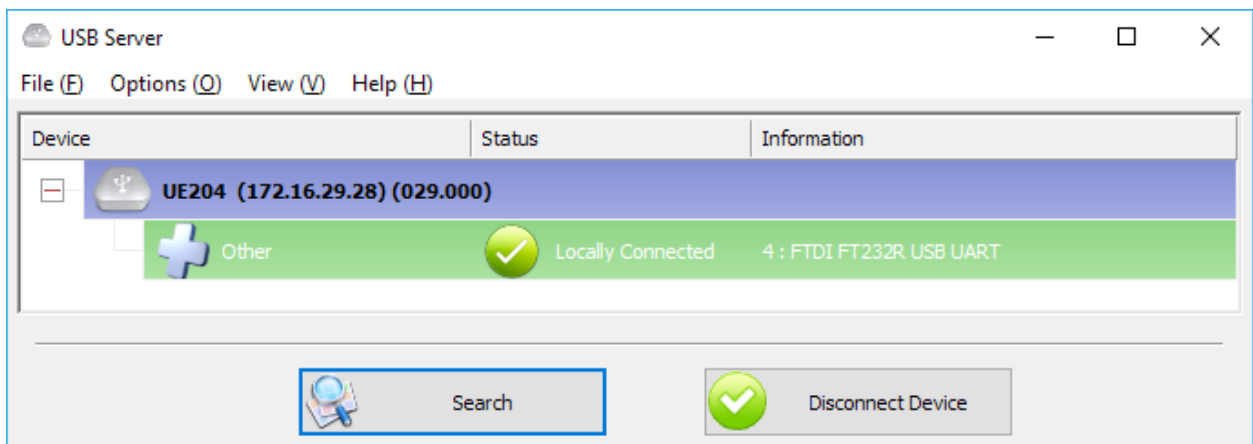 USB Server
File (F) Options (O) View (V) Help (H)
Device Status Information
UE204 (172.16.29.28) (029.000)
Other Locally Connected 4 : FTDI FT232R USB UART
Search Disconnect Device